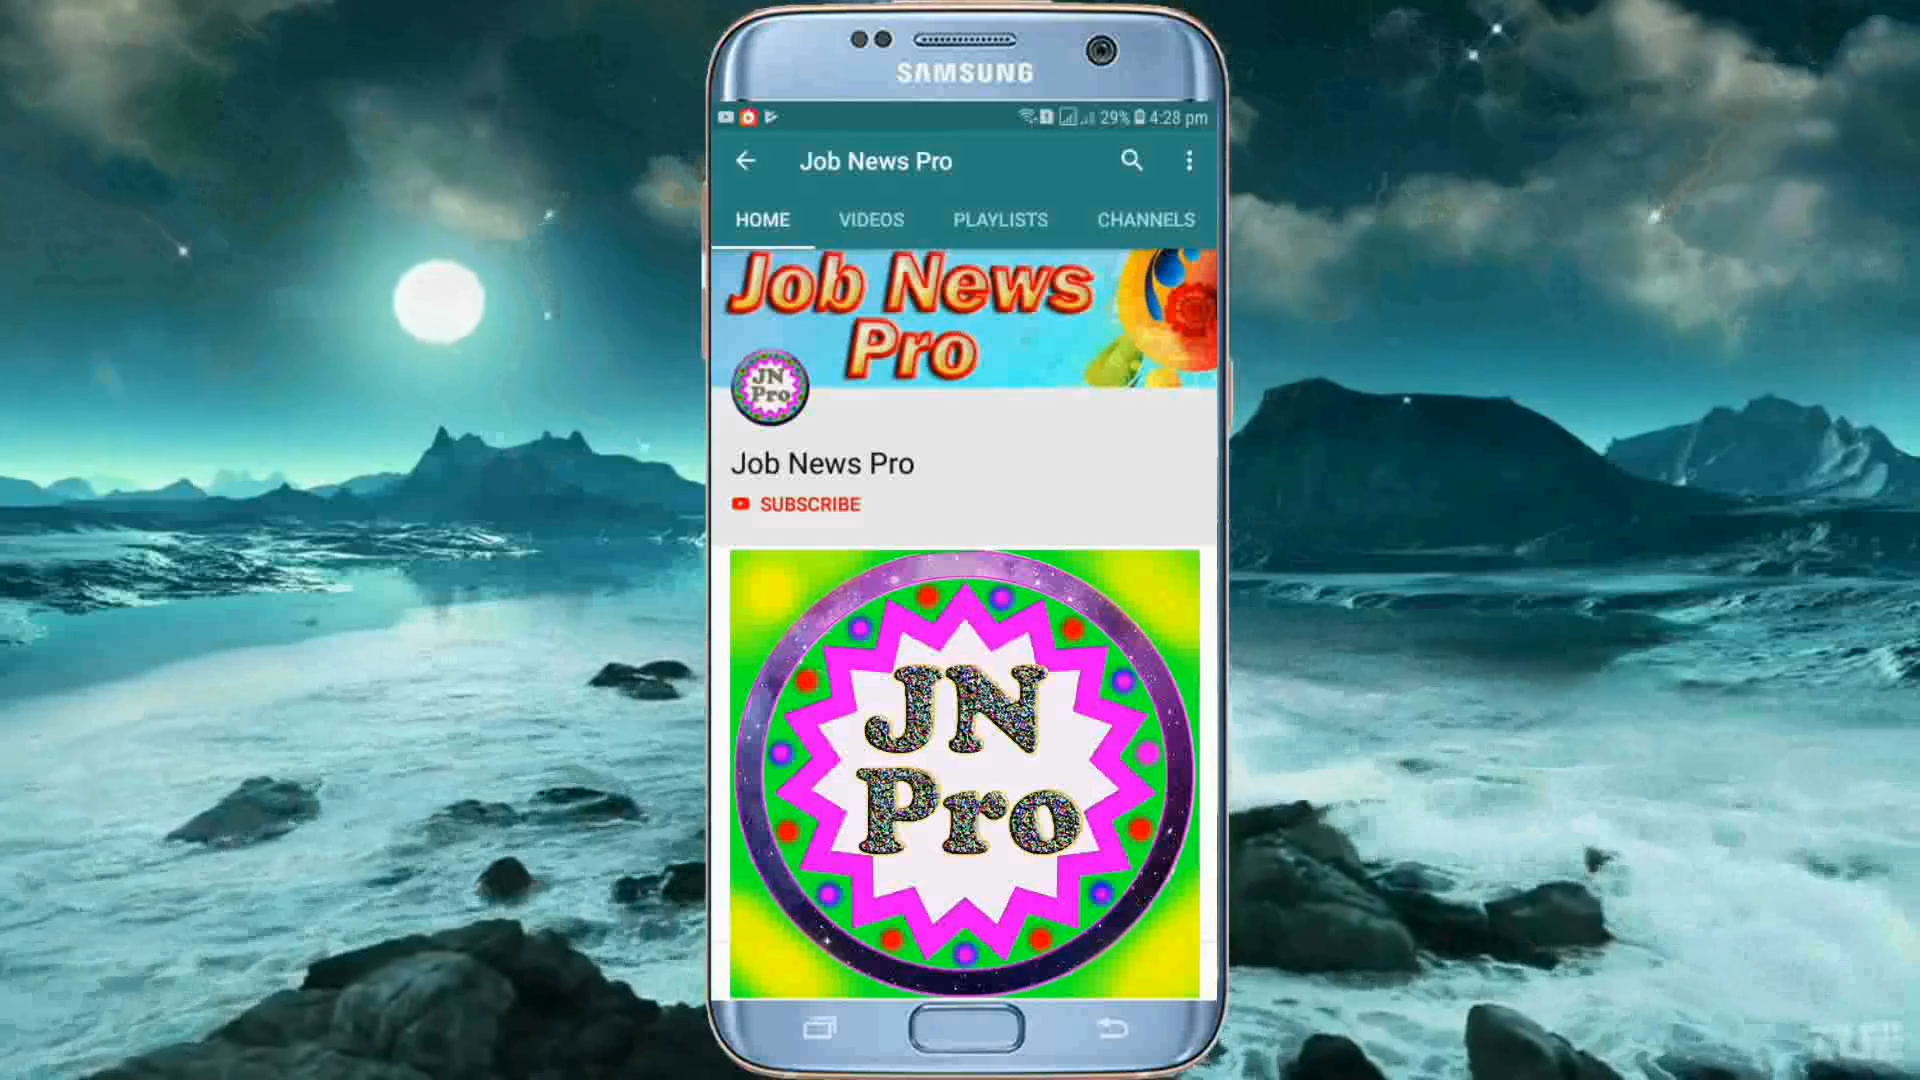 SAMSUNG
29% 4:28 pm
Job News Pro
HOME VIDEOS PLAYLISTS CHANNELS
Job News
Pro
JN
Pro
Job News Pro
SUBSCRIBE
JN
Pro